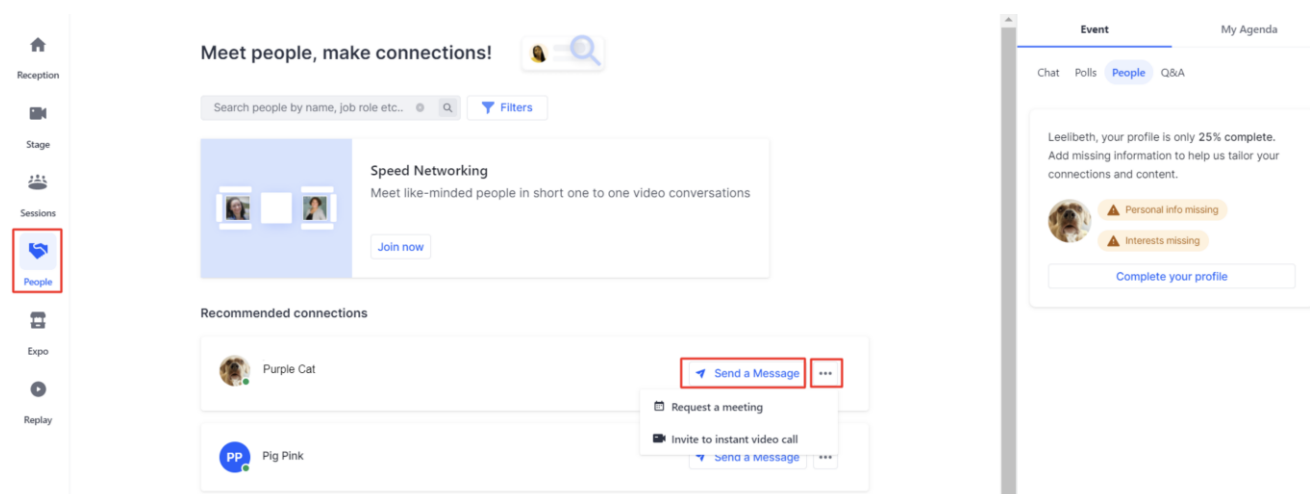 Reception
Stage
Sessions
People
Expo
Replay
Meet people, make connections!
Search people by name, job role etc..
Filters
Speed Networking
Meet like-minded people in short one to one video conversations
Join now
Recommended connections
Purple Cat
Send a Message
Request a meeting
Invite to instant video call
PP
Pig Pink
Send a Message
Event
My Agenda
Chat
Polls
People
Q&A
Leelibeth, your profile is only 25% complete.
Add missing information to help us tailor your
connections and content.
Personal info missing
Interests missing
Complete your profile